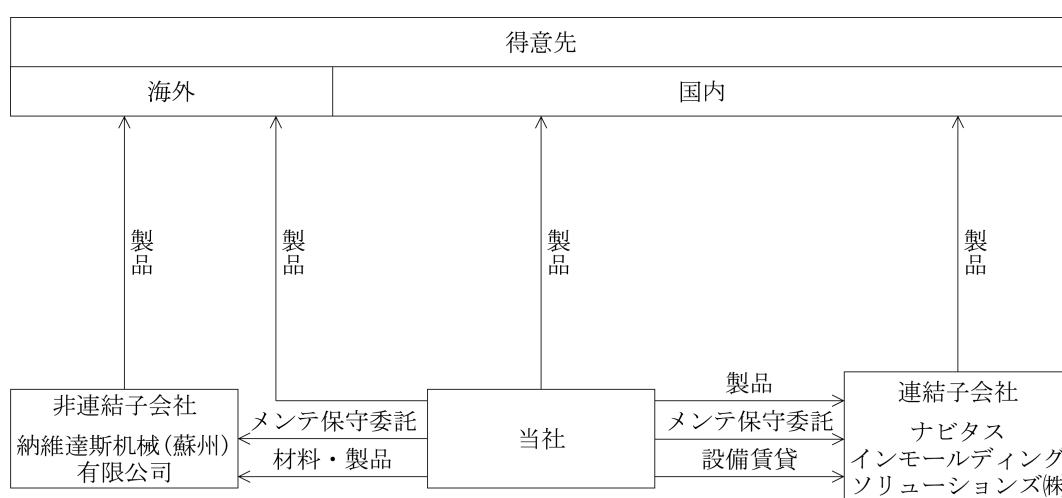 得意先
海外
国内
製品
製品
製品
製品
非連結子会社
納維達斯机械(蘇州)
有限公司
メンテ保守委託
材料・製品
当社
製品
メンテ保守委託
設備賃貸
連結子会社
ナビタス
インモールディング
ソリューションズ㈱